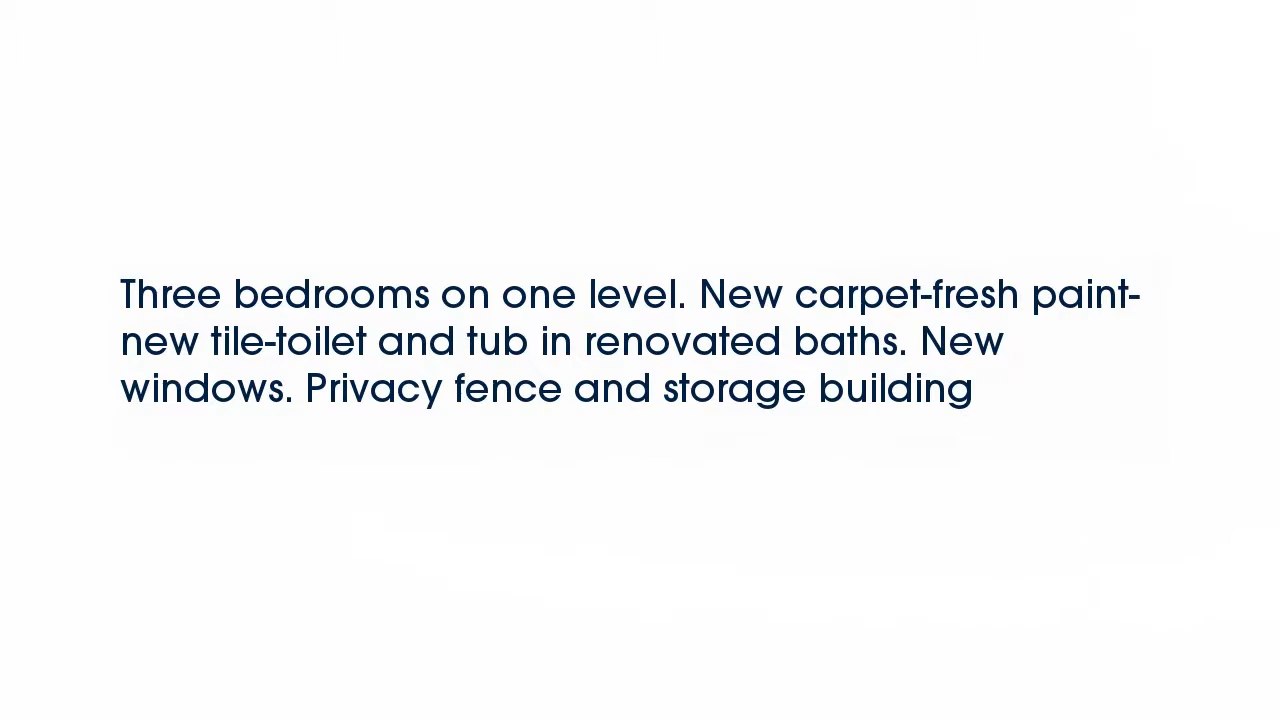 Three bedrooms on one level. New carpet-fresh paint-
new tile-toilet and tub in renovated baths. New
windows. Privacy fence and storage building